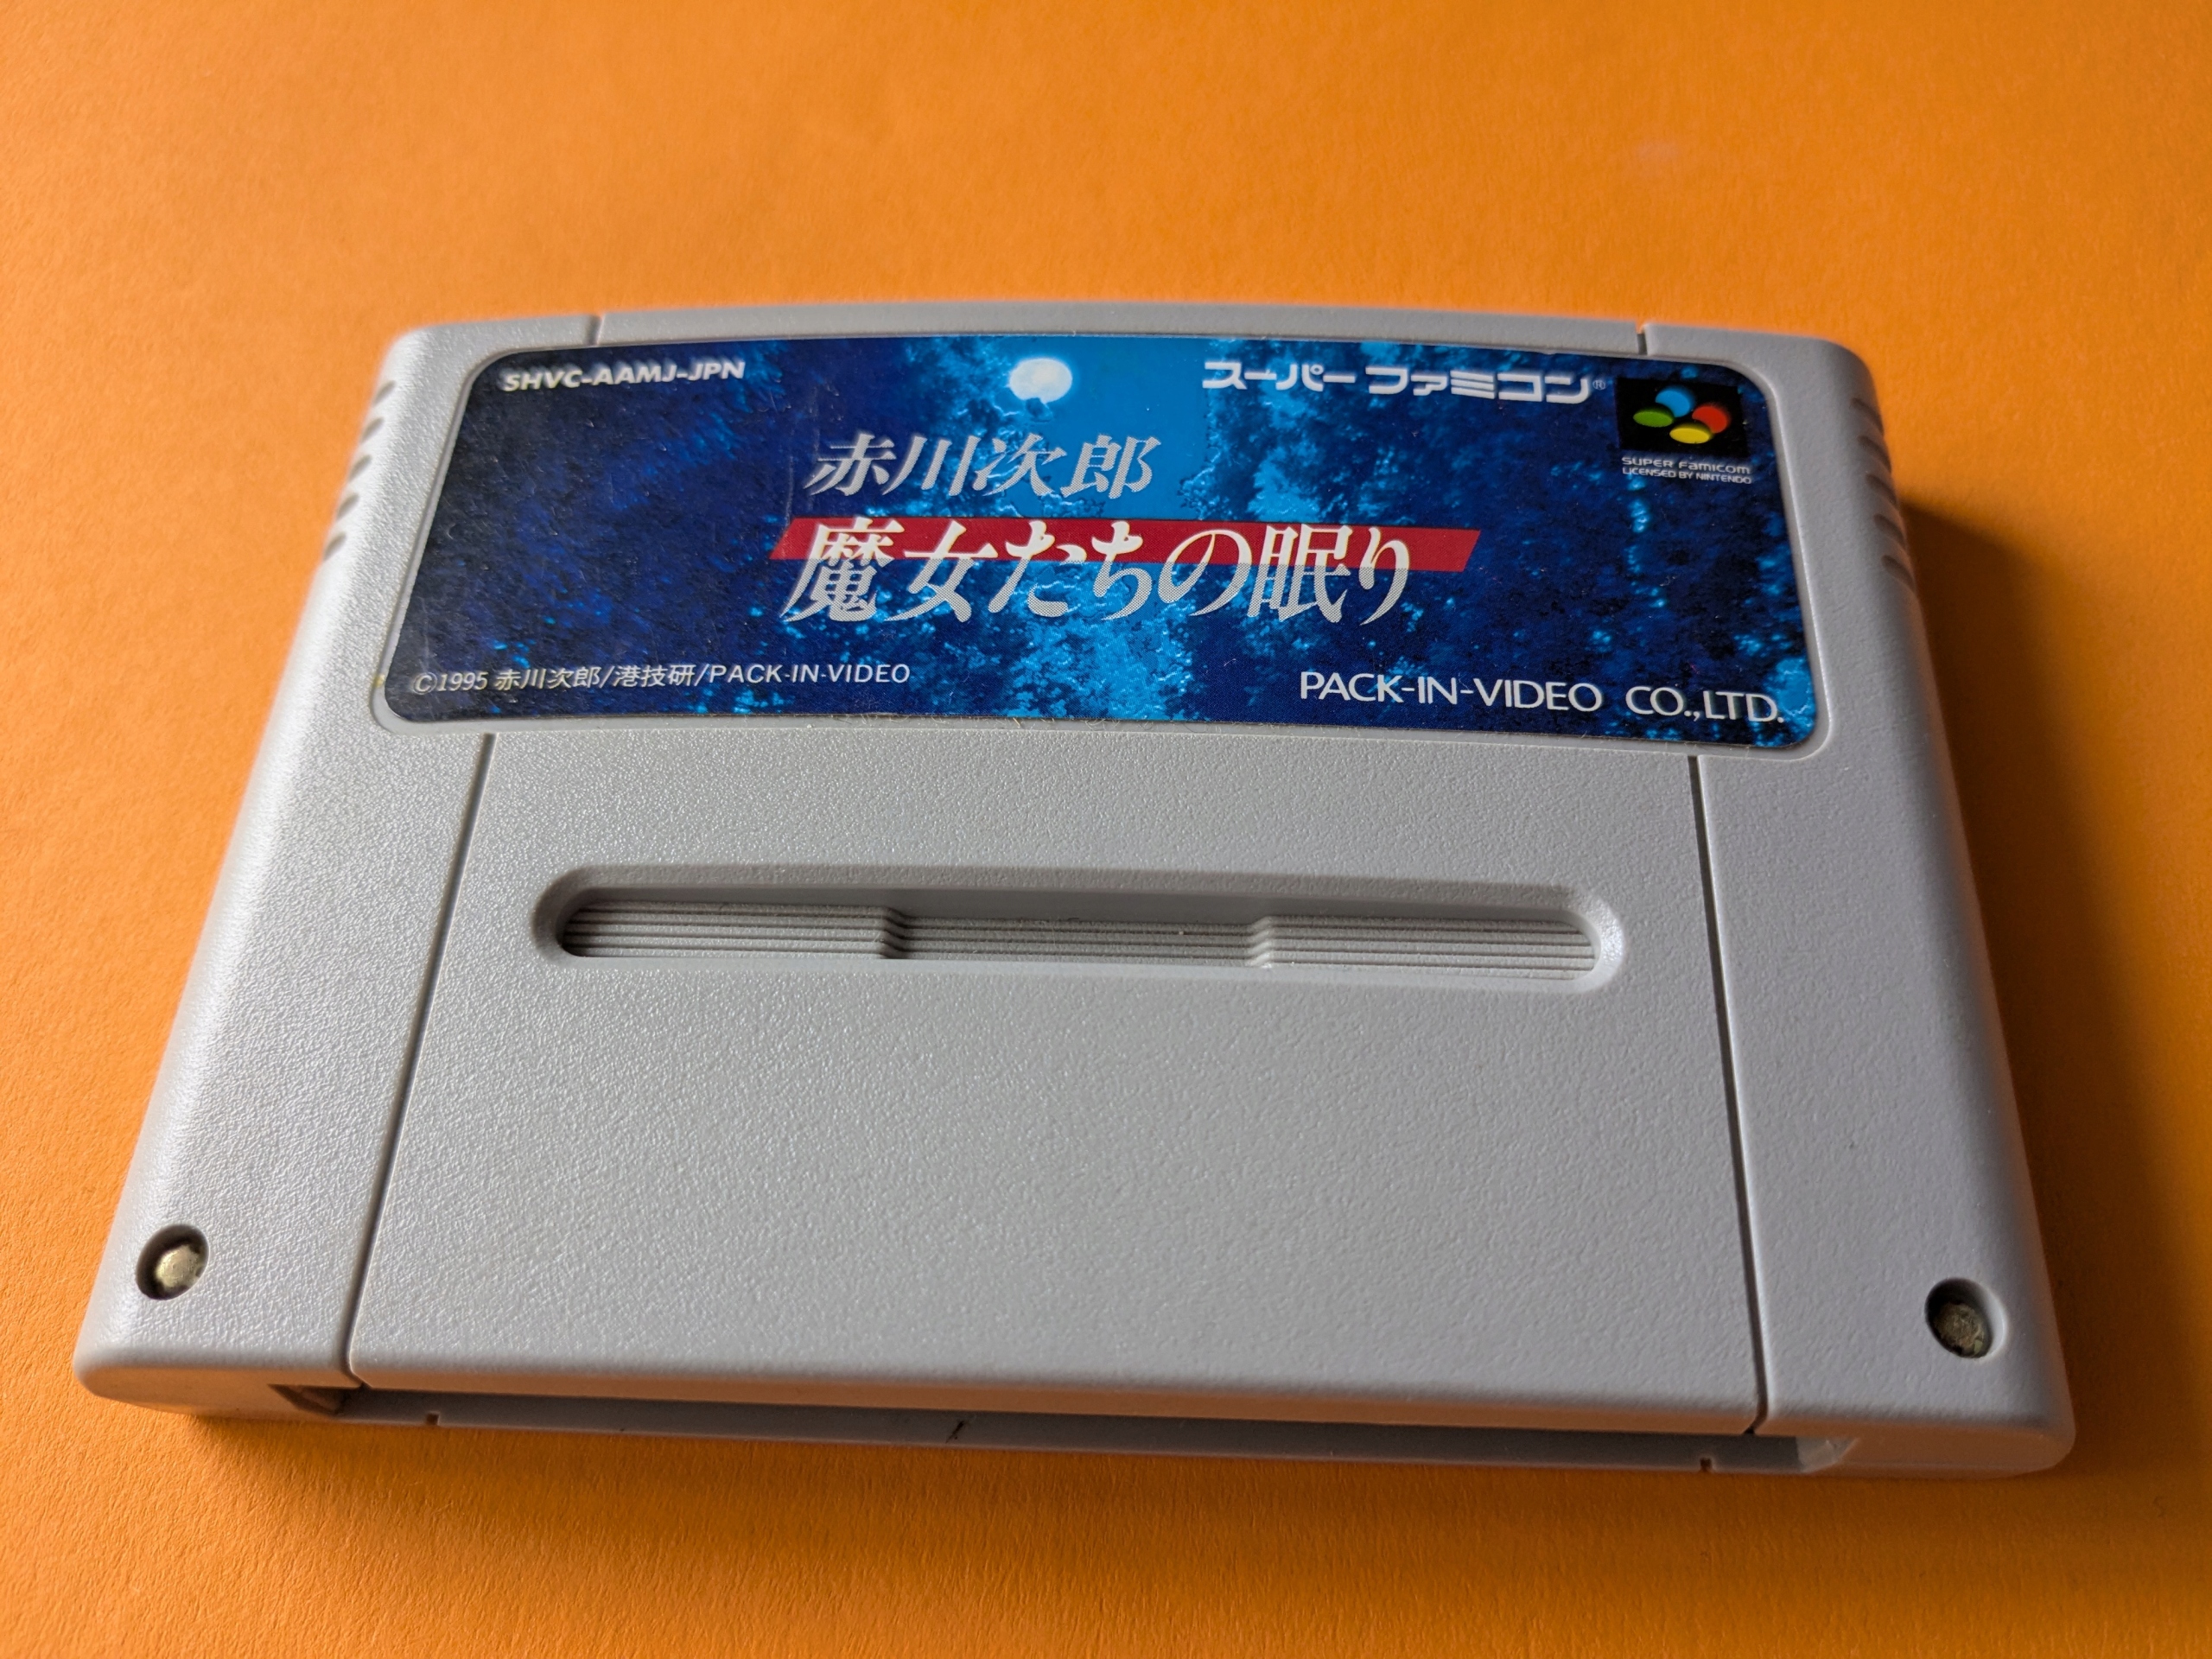 SHVC-AAMJ-JPN
スーパーファミコン®
SUPER Famicom
LICENSED BY NINTENDO
赤川次郎
魔女たちの眠り
©1995 赤川次郎/港技研/PACK-IN-VIDEO
PACK-IN-VIDEO CO.,LTD.